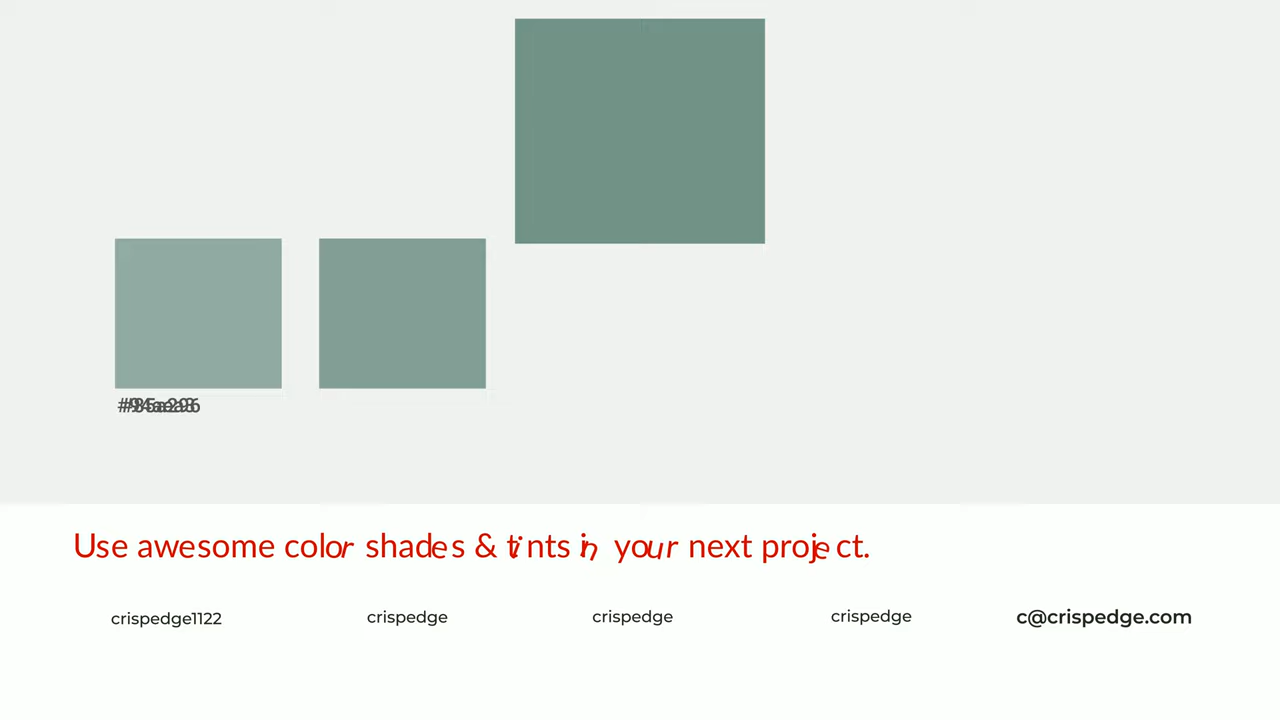 Use awesome color shades & tints in your next project.
crispedge1122 crispedge crispedge crispedge c@crispedge.com